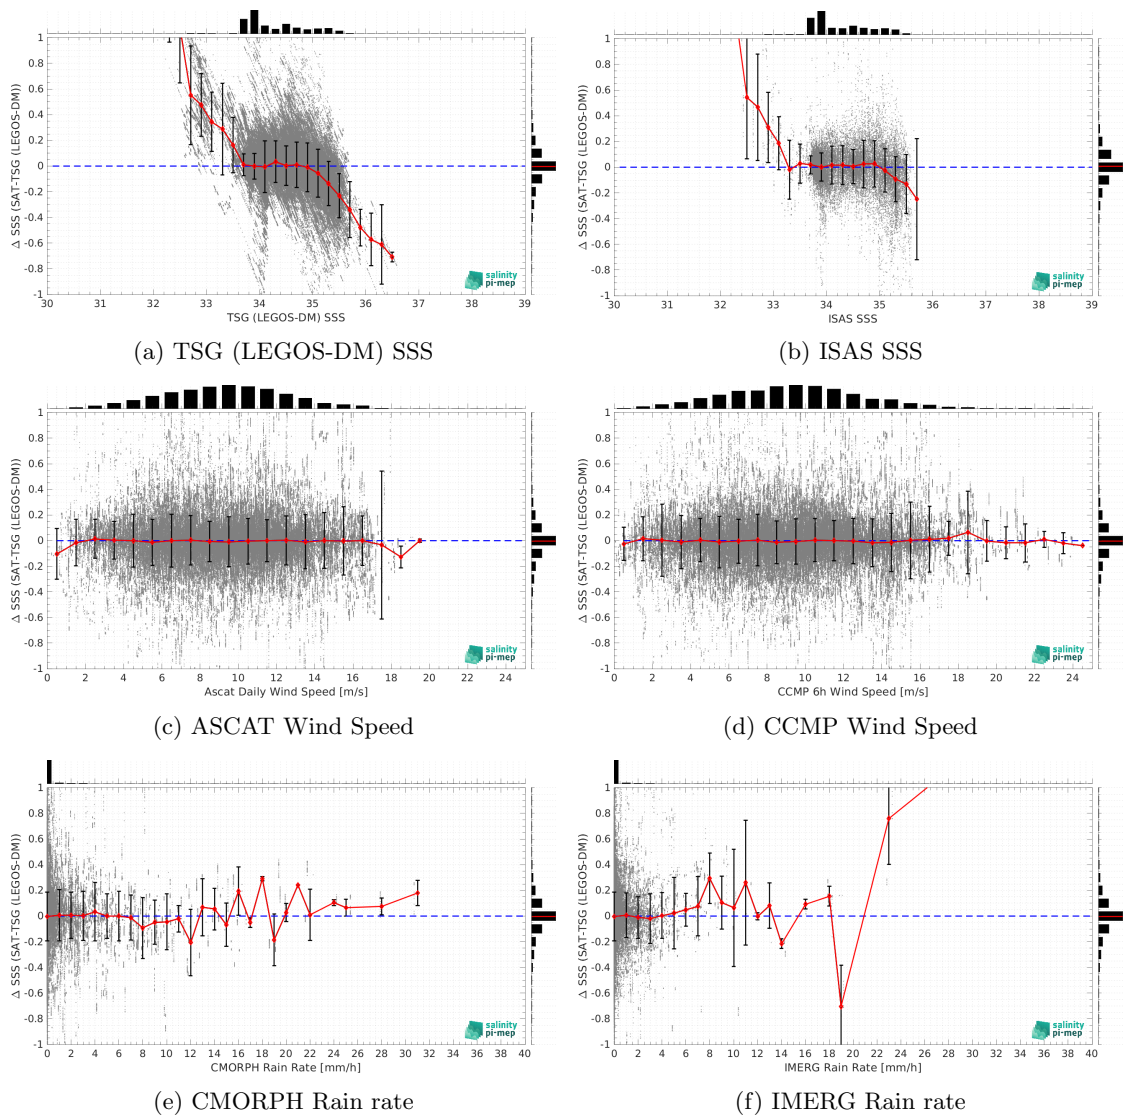 1
0.8
0.6
0.4
0.2
0
-0.2
-0.4
-0.6
-0.8
-1
Δ SSS (SAT-TSG (LEGOS-DM))
30 31 32 33 34 35 36 37 38 39
TSG (LEGOS-DM) SSS
salinity
pi-mep
(a) TSG (LEGOS-DM) SSS
1
0.8
0.6
0.4
0.2
0
-0.2
-0.4
-0.6
-0.8
-1
Δ SSS (SAT-TSG (LEGOS-DM))
30 31 32 33 34 35 36 37 38 39
ISAS SSS
salinity
pi-mep
(b) ISAS SSS
1
0.8
0.6
0.4
0.2
0
-0.2
-0.4
-0.6
-0.8
-1
Δ SSS (SAT-TSG (LEGOS-DM))
0 2 4 6 8 10 12 14 16 18 20 22 24
Ascat Daily Wind Speed [m/s]
salinity
pi-mep
(c) ASCAT Wind Speed
1
0.8
0.6
0.4
0.2
0
-0.2
-0.4
-0.6
-0.8
-1
Δ SSS (SAT-TSG (LEGOS-DM))
0 2 4 6 8 10 12 14 16 18 20 22 24
CCMP 6h Wind Speed [m/s]
salinity
pi-mep
(d) CCMP Wind Speed
1
0.8
0.6
0.4
0.2
0
-0.2
-0.4
-0.6
-0.8
-1
Δ SSS (SAT-TSG (LEGOS-DM))
0 2 4 6 8 10 12 14 16 18 20 22 24 26 28 30 32 34 36 38 40
CMORPH Rain Rate [mm/h]
salinity
pi-mep
(e) CMORPH Rain rate
1
0.8
0.6
0.4
0.2
0
-0.2
-0.4
-0.6
-0.8
-1
Δ SSS (SAT-TSG (LEGOS-DM))
0 2 4 6 8 10 12 14 16 18 20 22 24 26 28 30 32 34 36 38 40
IMERG Rain Rate [mm/h]
salinity
pi-mep
(f) IMERG Rain rate